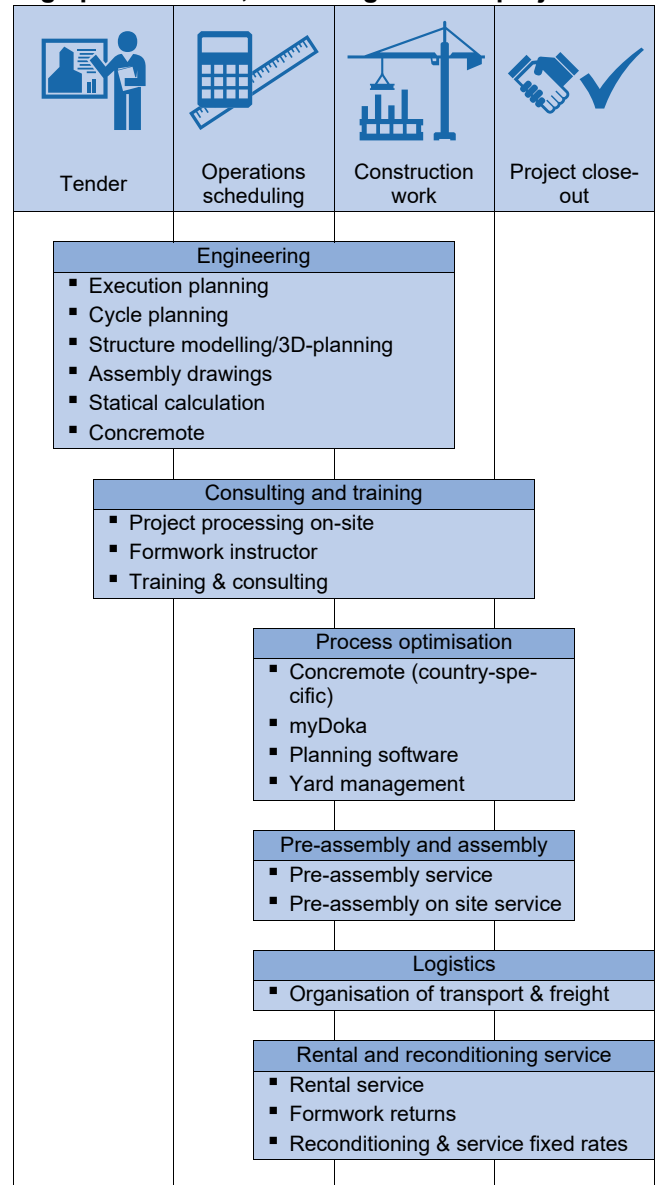 Tender
Operations
scheduling
Construction
work
Project close-
out
Engineering
▪ Execution planning
▪ Cycle planning
▪ Structure modelling/3D-planning
▪ Assembly drawings
▪ Statical calculation
▪ Concremote
Consulting and training
▪ Project processing on-site
▪ Formwork instructor
▪ Training & consulting
Process optimisation
▪ Concremote (country-spe-
cific)
▪ myDoka
▪ Planning software
▪ Yard management
Pre-assembly and assembly
▪ Pre-assembly service
▪ Pre-assembly on site service
Logistics
▪ Organisation of transport & freight
Rental and reconditioning service
▪ Rental service
▪ Formwork returns
▪ Reconditioning & service fixed rates